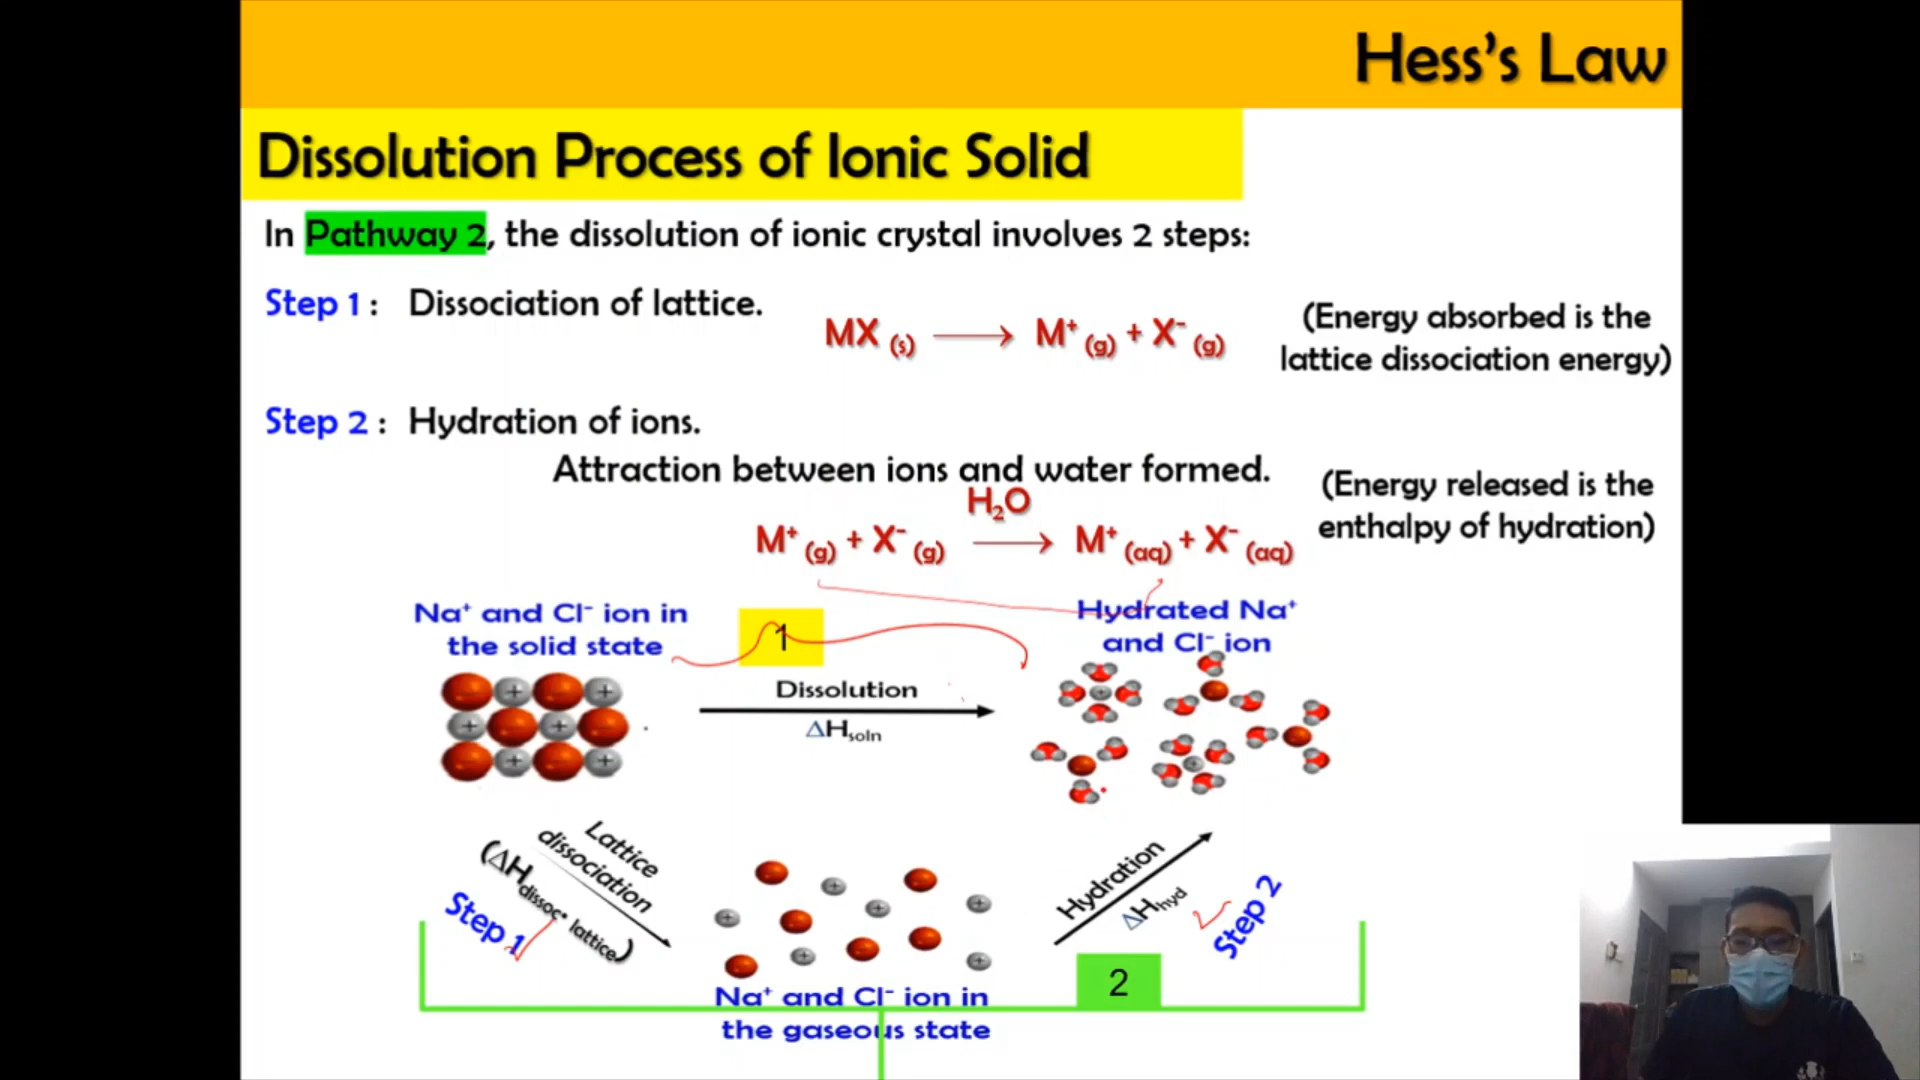 Hess's Law
Dissolution Process of Ionic Solid
In Pathway 2, the dissolution of ionic crystal involves 2 steps:
Step 1 : Dissociation of lattice.
MX (s) ⟶ M⁺ (g) + X⁻ (g)
(Energy absorbed is the
lattice dissociation energy)
Step 2 : Hydration of ions.
Attraction between ions and water formed.
H₂O
M⁺ (g) + X⁻ (g) ⟶ M⁺ (aq) + X⁻ (aq)
(Energy released is the
enthalpy of hydration)
Na⁺ and Cl⁻ ion in
the solid state
1
Dissolution
ΔHsoln
Hydrated Na⁺
and Cl⁻ ion
Lattice
dissociation
(ΔHdissoc. lattice)
Step 1
Hydration
ΔHhyd
Step 2
2
Na⁺ and Cl⁻ ion in
the gaseous state